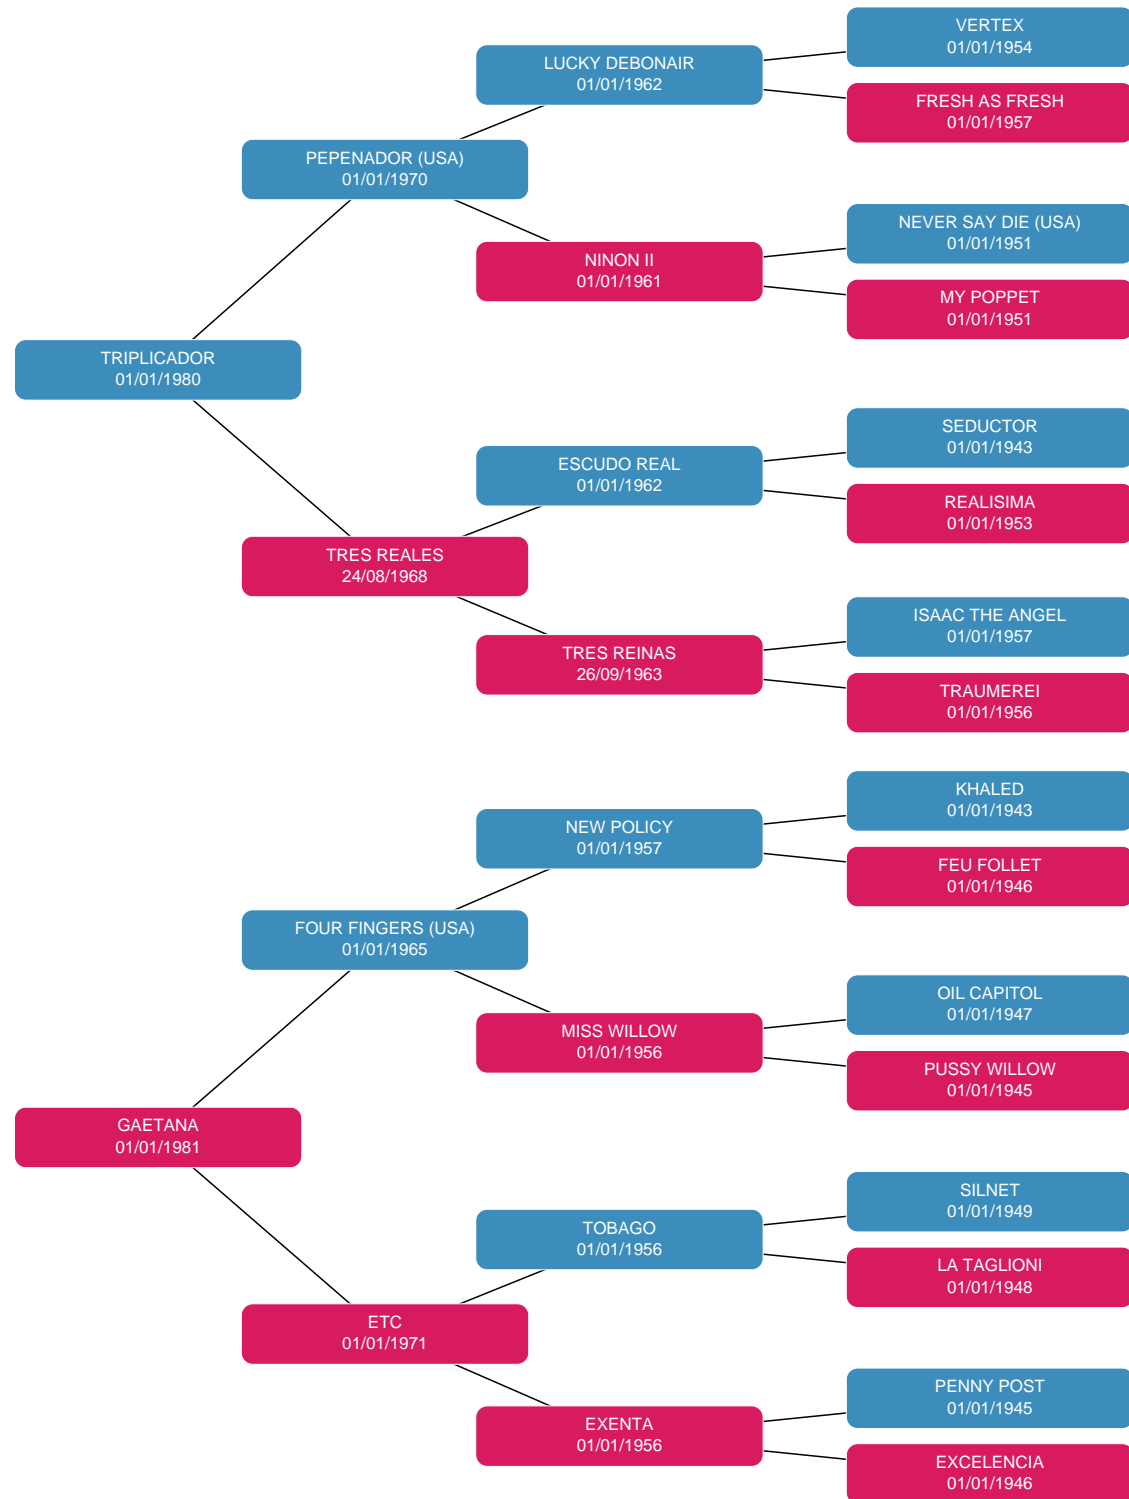 VERTEX
01/01/1954
LUCKY DEBONAIR
01/01/1962
FRESH AS FRESH
01/01/1957
PEPENADOR (USA)
01/01/1970
NEVER SAY DIE (USA)
01/01/1951
NINON II
01/01/1961
MY POPPET
01/01/1951
TRIPLICADOR
01/01/1980
SEDUCTOR
01/01/1943
ESCUDO REAL
01/01/1962
REALISIMA
01/01/1953
TRES REALES
24/08/1968
ISAAC THE ANGEL
01/01/1957
TRES REINAS
26/09/1963
TRAUMEREI
01/01/1956
KHALED
01/01/1943
NEW POLICY
01/01/1957
FEU FOLLET
01/01/1946
FOUR FINGERS (USA)
01/01/1965
OIL CAPITOL
01/01/1947
MISS WILLOW
01/01/1956
PUSSY WILLOW
01/01/1945
GAETANA
01/01/1981
SILNET
01/01/1949
TOBAGO
01/01/1956
LA TAGLIONI
01/01/1948
ETC
01/01/1971
PENNY POST
01/01/1945
EXENTA
01/01/1956
EXCELENCIA
01/01/1946